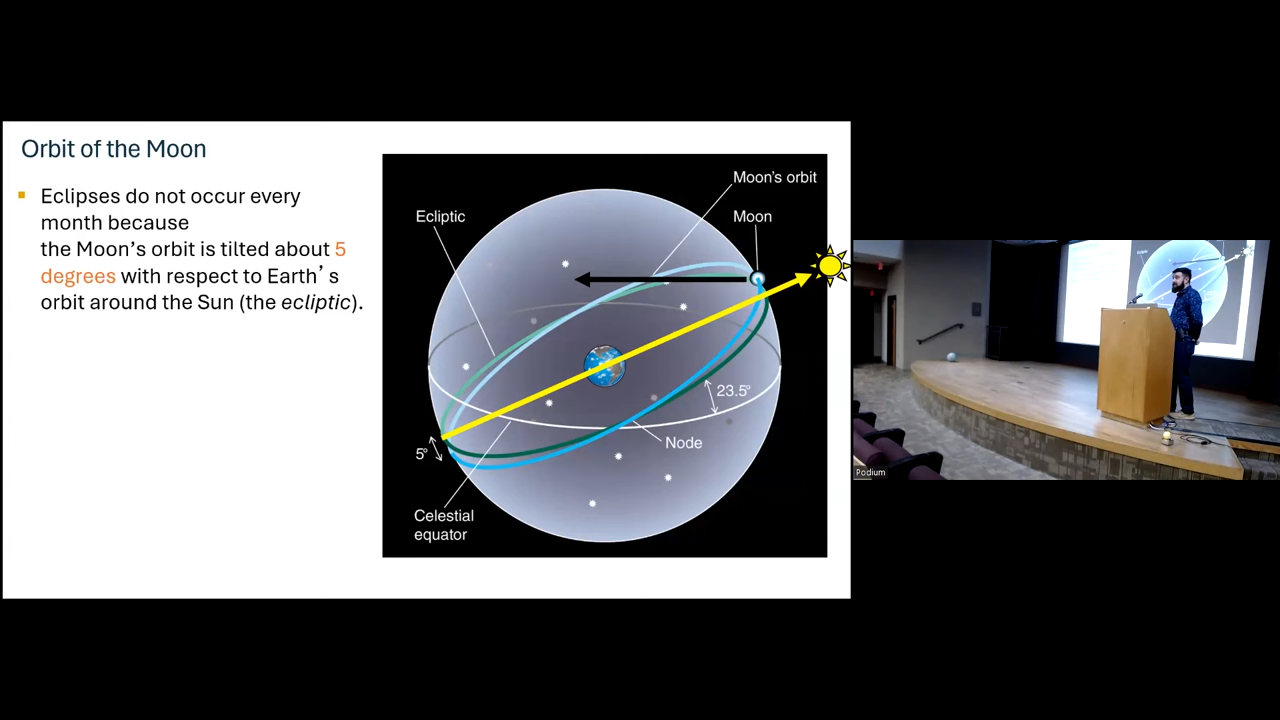 Orbit of the Moon
Eclipses do not occur every
month because
the Moon’s orbit is tilted about 5
degrees with respect to Earth’s
orbit around the Sun (the ecliptic).
Moon’s orbit
Ecliptic
Moon
23.5°
Node
5°
Celestial
equator
Podium